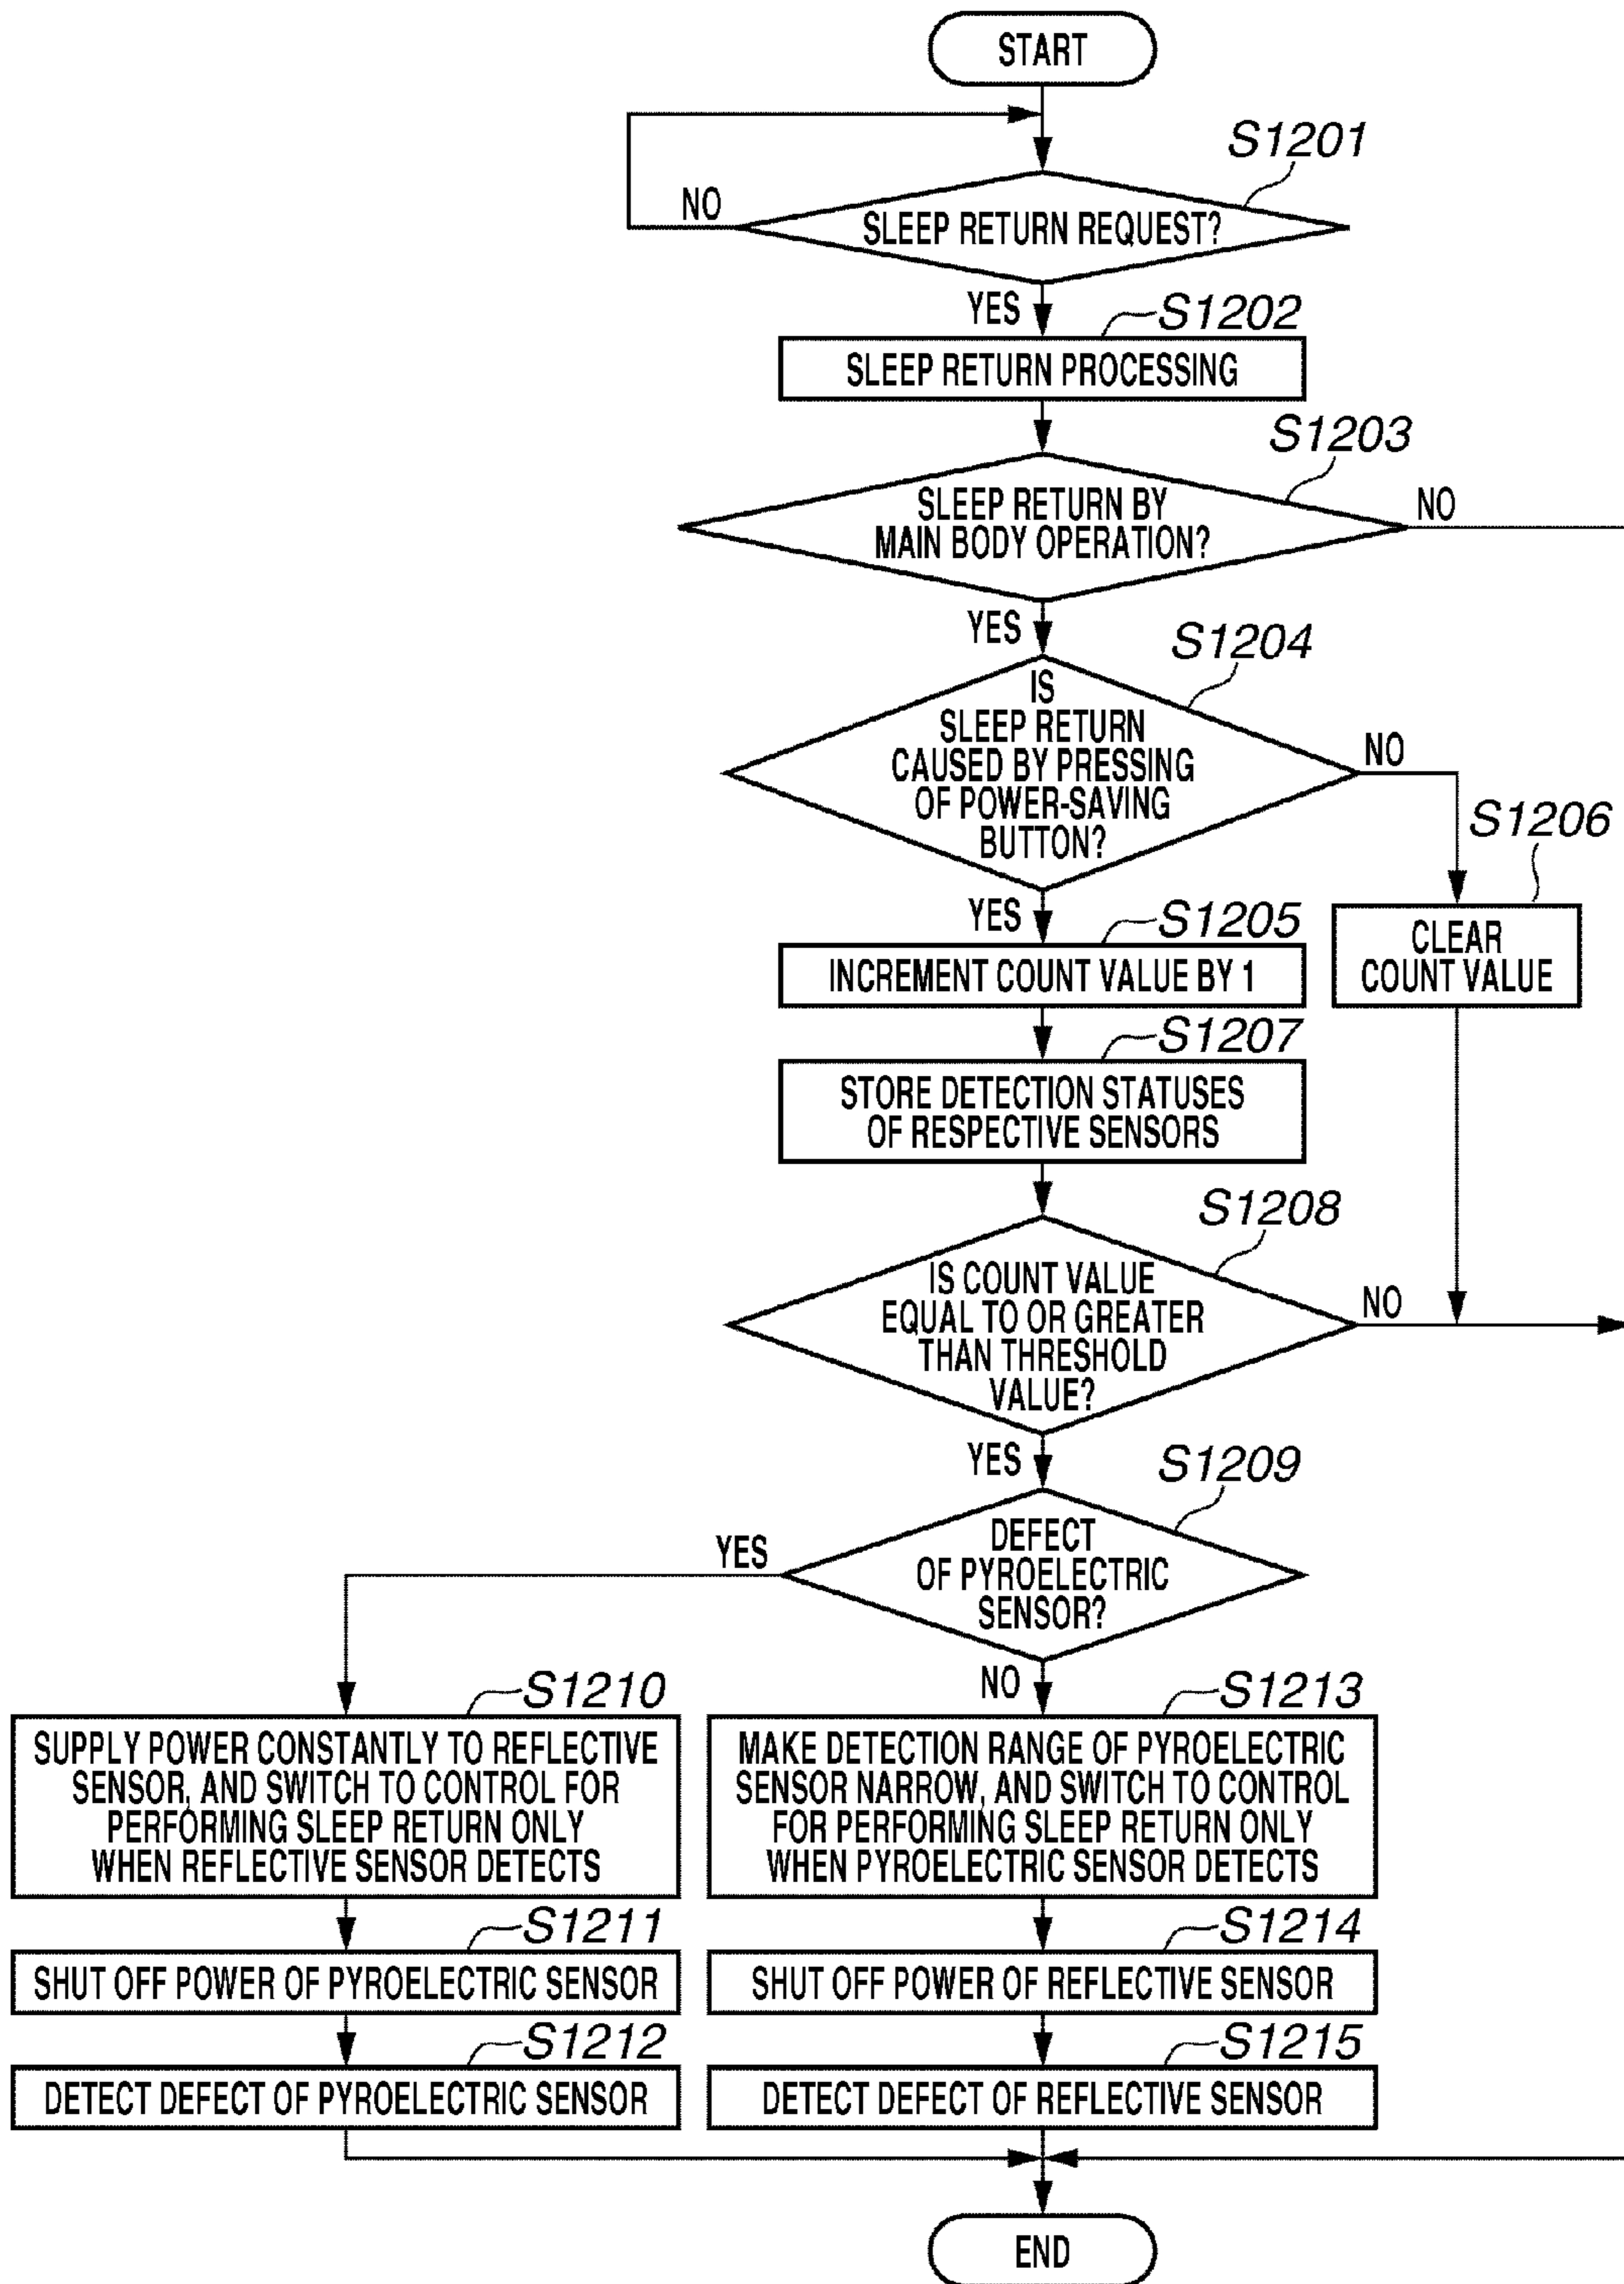 START
S1201
NO
SLEEP RETURN REQUEST?
YES
S1202
SLEEP RETURN PROCESSING
S1203
SLEEP RETURN BY
MAIN BODY OPERATION?
NO
YES
S1204
IS
SLEEP RETURN
CAUSED BY PRESSING
OF POWER-SAVING
BUTTON?
NO
S1206
YES
S1205
INCREMENT COUNT VALUE BY 1
CLEAR
COUNT VALUE
S1207
STORE DETECTION STATUSES
OF RESPECTIVE SENSORS
S1208
IS COUNT VALUE
EQUAL TO OR GREATER
THAN THRESHOLD
VALUE?
NO
YES
S1209
DEFECT
OF PYROELECTRIC
SENSOR?
YES
NO
S1210
SUPPLY POWER CONSTANTLY TO REFLECTIVE
SENSOR, AND SWITCH TO CONTROL FOR
PERFORMING SLEEP RETURN ONLY
WHEN REFLECTIVE SENSOR DETECTS
S1213
MAKE DETECTION RANGE OF PYROELECTRIC
SENSOR NARROW, AND SWITCH TO CONTROL
FOR PERFORMING SLEEP RETURN ONLY
WHEN PYROELECTRIC SENSOR DETECTS
S1211
SHUT OFF POWER OF PYROELECTRIC SENSOR
S1214
SHUT OFF POWER OF REFLECTIVE SENSOR
S1212
DETECT DEFECT OF PYROELECTRIC SENSOR
S1215
DETECT DEFECT OF REFLECTIVE SENSOR
END